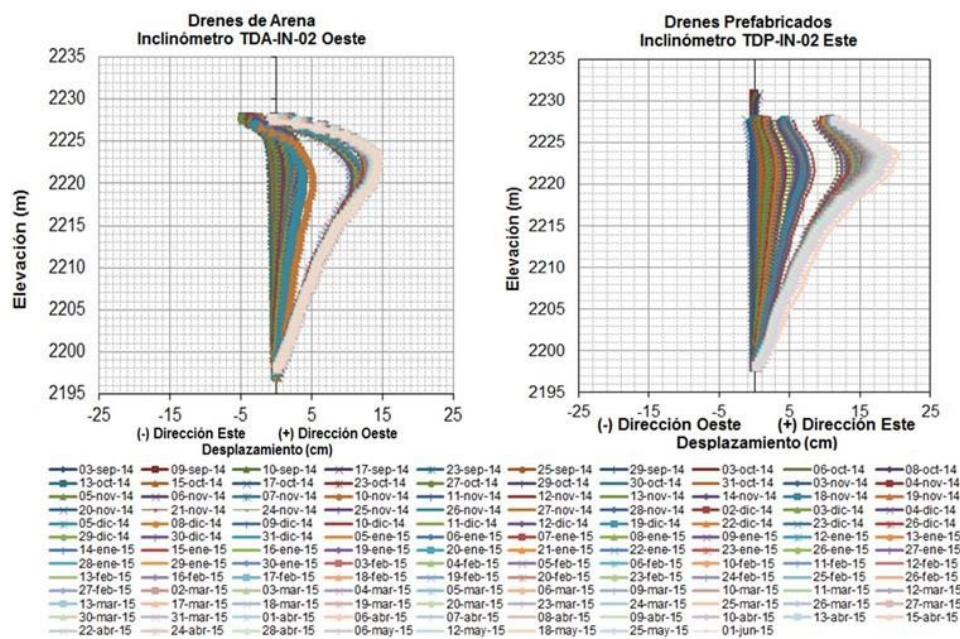 Drenes de Arena
Inclinómetro TDA-IN-02 Oeste
Elevación (m)
2235
2230
2225
2220
2215
2210
2205
2200
2195
-25 -15 -5 5 15 25
(-) Dirección Este (+) Dirección Oeste
Desplazamiento (cm)
Drenes Prefabricados
Inclinómetro TDP-IN-02 Este
Elevación (m)
2235
2230
2225
2220
2215
2210
2205
2200
2195
-25 -15 -5 5 15 25
(-) Dirección Oeste (+) Dirección Este
Desplazamiento (cm)
03-sep-14 09-sep-14 10-sep-14 17-sep-14 23-sep-14 25-sep-14 29-sep-14 03-oct-14 06-oct-14 08-oct-14
13-oct-14 15-oct-14 17-oct-14 23-oct-14 27-oct-14 29-oct-14 30-oct-14 31-oct-14 03-nov-14 04-nov-14
05-nov-14 06-nov-14 07-nov-14 10-nov-14 11-nov-14 12-nov-14 13-nov-14 14-nov-14 18-nov-14 19-nov-14
20-nov-14 21-nov-14 24-nov-14 25-nov-14 26-nov-14 27-nov-14 28-nov-14 02-dic-14 03-dic-14 04-dic-14
05-dic-14 08-dic-14 09-dic-14 10-dic-14 11-dic-14 12-dic-14 19-dic-14 22-dic-14 23-dic-14 26-dic-14
29-dic-14 30-dic-14 31-dic-14 05-ene-15 06-ene-15 07-ene-15 08-ene-15 09-ene-15 12-ene-15 13-ene-15
14-ene-15 15-ene-15 16-ene-15 19-ene-15 20-ene-15 21-ene-15 22-ene-15 23-ene-15 26-ene-15 27-ene-15
28-ene-15 29-ene-15 30-ene-15 03-feb-15 04-feb-15 05-feb-15 06-feb-15 10-feb-15 11-feb-15 12-feb-15
13-feb-15 16-feb-15 17-feb-15 18-feb-15 19-feb-15 20-feb-15 23-feb-15 24-feb-15 25-feb-15 26-feb-15
27-feb-15 02-mar-15 03-mar-15 04-mar-15 05-mar-15 06-mar-15 09-mar-15 10-mar-15 11-mar-15 12-mar-15
13-mar-15 17-mar-15 18-mar-15 19-mar-15 20-mar-15 23-mar-15 24-mar-15 25-mar-15 26-mar-15 27-mar-15
30-mar-15 31-mar-15 01-abr-15 06-abr-15 07-abr-15 08-abr-15 09-abr-15 10-abr-15 13-abr-15 15-abr-15
22-abr-15 24-abr-15 28-abr-15 06-may-15 12-may-15 18-may-15 25-may-15 01-jun-15